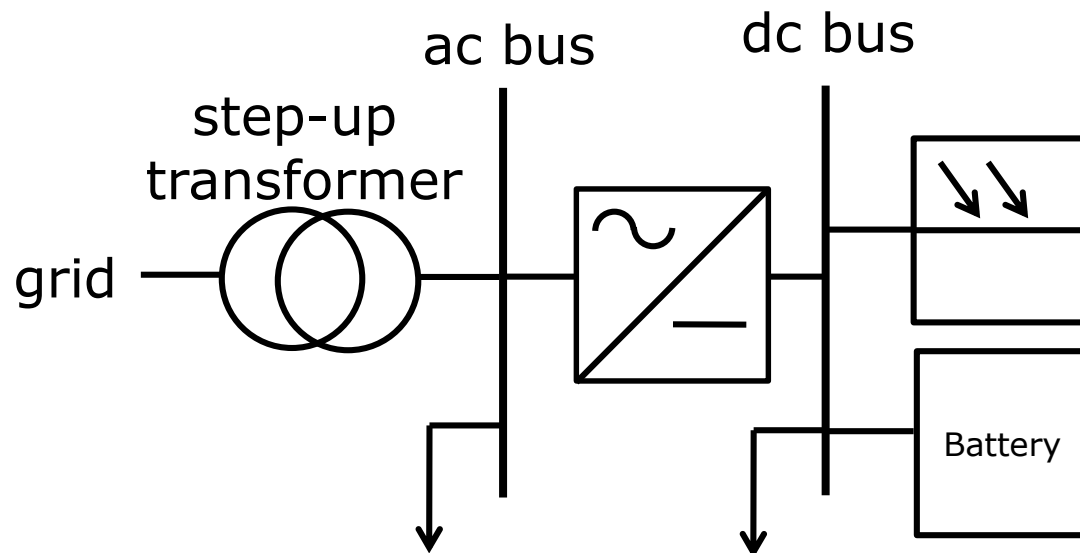 ac bus
dc bus
step-up
transformer
grid
Battery